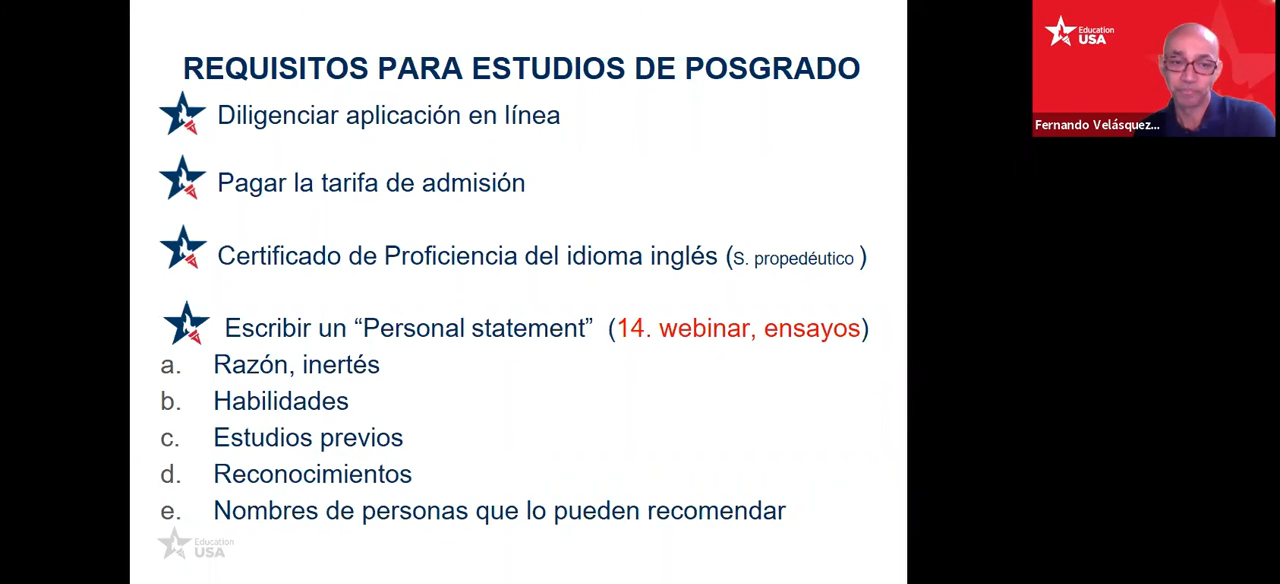 REQUISITOS PARA ESTUDIOS DE POSGRADO
Diligenciar aplicación en línea
Pagar la tarifa de admisión
Certificado de Proficiencia del idioma inglés (S. propedéutico )
Escribir un “Personal statement” (14. webinar, ensayos)
a. Razón, inertés
b. Habilidades
c. Estudios previos
d. Reconocimientos
e. Nombres de personas que lo pueden recomendar
Education
USA
Education
USA
Fernando Velásquez...